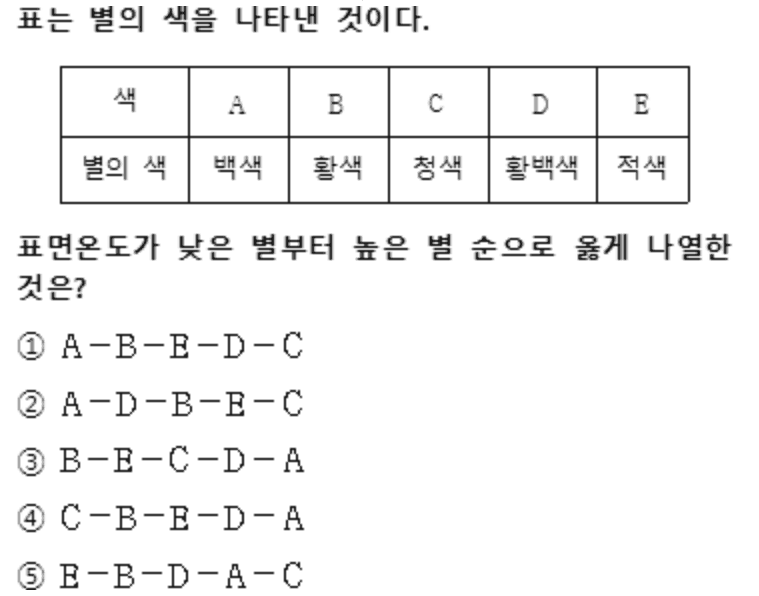 표는 별의 색을 나타낸 것이다.
색 A B C D E
별의 색 백색 황색 청색 황백색 적색
표면온도가 낮은 별부터 높은 별 순으로 옳게 나열한
것은?
① A-B-E-D-C
② A-D-B-E-C
③ B-E-C-D-A
④ C-B-E-D-A
⑤ E-B-D-A-C